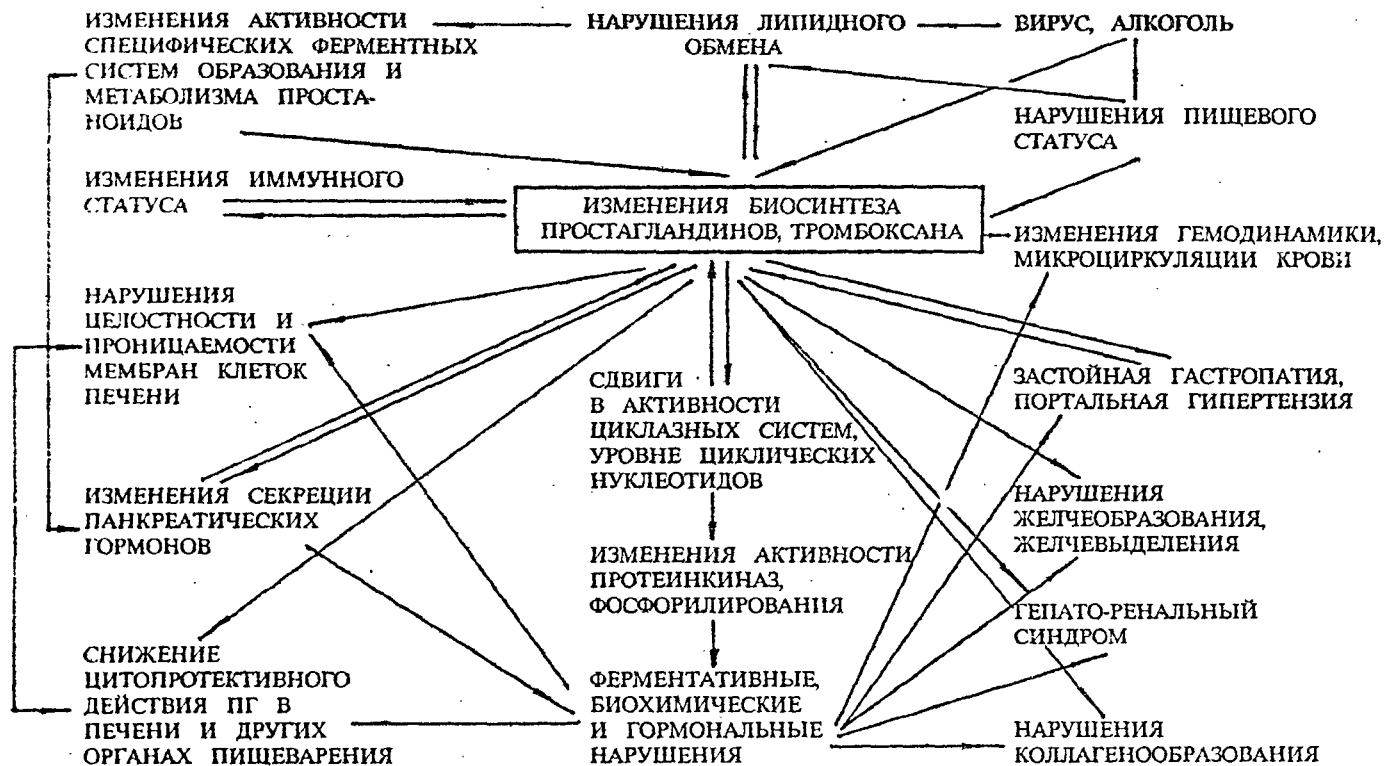 ИЗМЕНЕНИЯ АКТИВНОСТИ
СПЕЦИФИЧЕСКИХ ФЕРМЕНТНЫХ
СИСТЕМ ОБРАЗОВАНИЯ И
МЕТАБОЛИЗМА ПРОСТА-
НОИДОВ
НАРУШЕНИЯ ЛИПИДНОГО
ОБМЕНА
ВИРУС, АЛКОГОЛЬ
НАРУШЕНИЯ ПИЩЕВОГО
СТАТУСА
ИЗМЕНЕНИЯ ИММУННОГО
СТАТУСА
ИЗМЕНЕНИЯ БИОСИНТЕЗА
ПРОСТАГЛАНДИНОВ, ТРОМБОКСАНА
ИЗМЕНЕНИЯ ГЕМОДИНАМИКИ,
МИКРОЦИРКУЛЯЦИИ КРОВИ
НАРУШЕНИЯ
ЦЕЛОСТНОСТИ И
ПРОНИЦАЕМОСТИ
МЕМБРАН КЛЕТОК
ПЕЧЕНИ
СДВИГИ
В АКТИВНОСТИ
ЦИКЛАЗНЫХ СИСТЕМ,
УРОВНЕ ЦИКЛИЧЕСКИХ
НУКЛЕОТИДОВ
ЗАСТОЙНАЯ ГАСТРОПАТИЯ,
ПОРТАЛЬНАЯ ГИПЕРТЕНЗИЯ
ИЗМЕНЕНИЯ СЕКРЕЦИИ
ПАНКРЕАТИЧЕСКИХ
ГОРМОНОВ
ИЗМЕНЕНИЯ АКТИВНОСТИ
ПРОТЕИНКИНАЗ,
ФОСФОРИЛИРОВАНИЯ
НАРУШЕНИЯ
ЖЕЛЧЕОБРАЗОВАНИЯ,
ЖЕЛЧЕВЫДЕЛЕНИЯ
ГЕПАТО-РЕНАЛЬНЫЙ
СИНДРОМ
СНИЖЕНИЕ
ЦИТОПРОТЕКТИВНОГО
ДЕЙСТВИЯ ПГ В
ПЕЧЕНИ И ДРУГИХ
ОРГАНАХ ПИЩЕВАРЕНИЯ
ФЕРМЕНТАТИВНЫЕ,
БИОХИМИЧЕСКИЕ
И ГОРМОНАЛЬНЫЕ
НАРУШЕНИЯ
НАРУШЕНИЯ
КОЛЛАГЕНООБРАЗОВАНИЯ